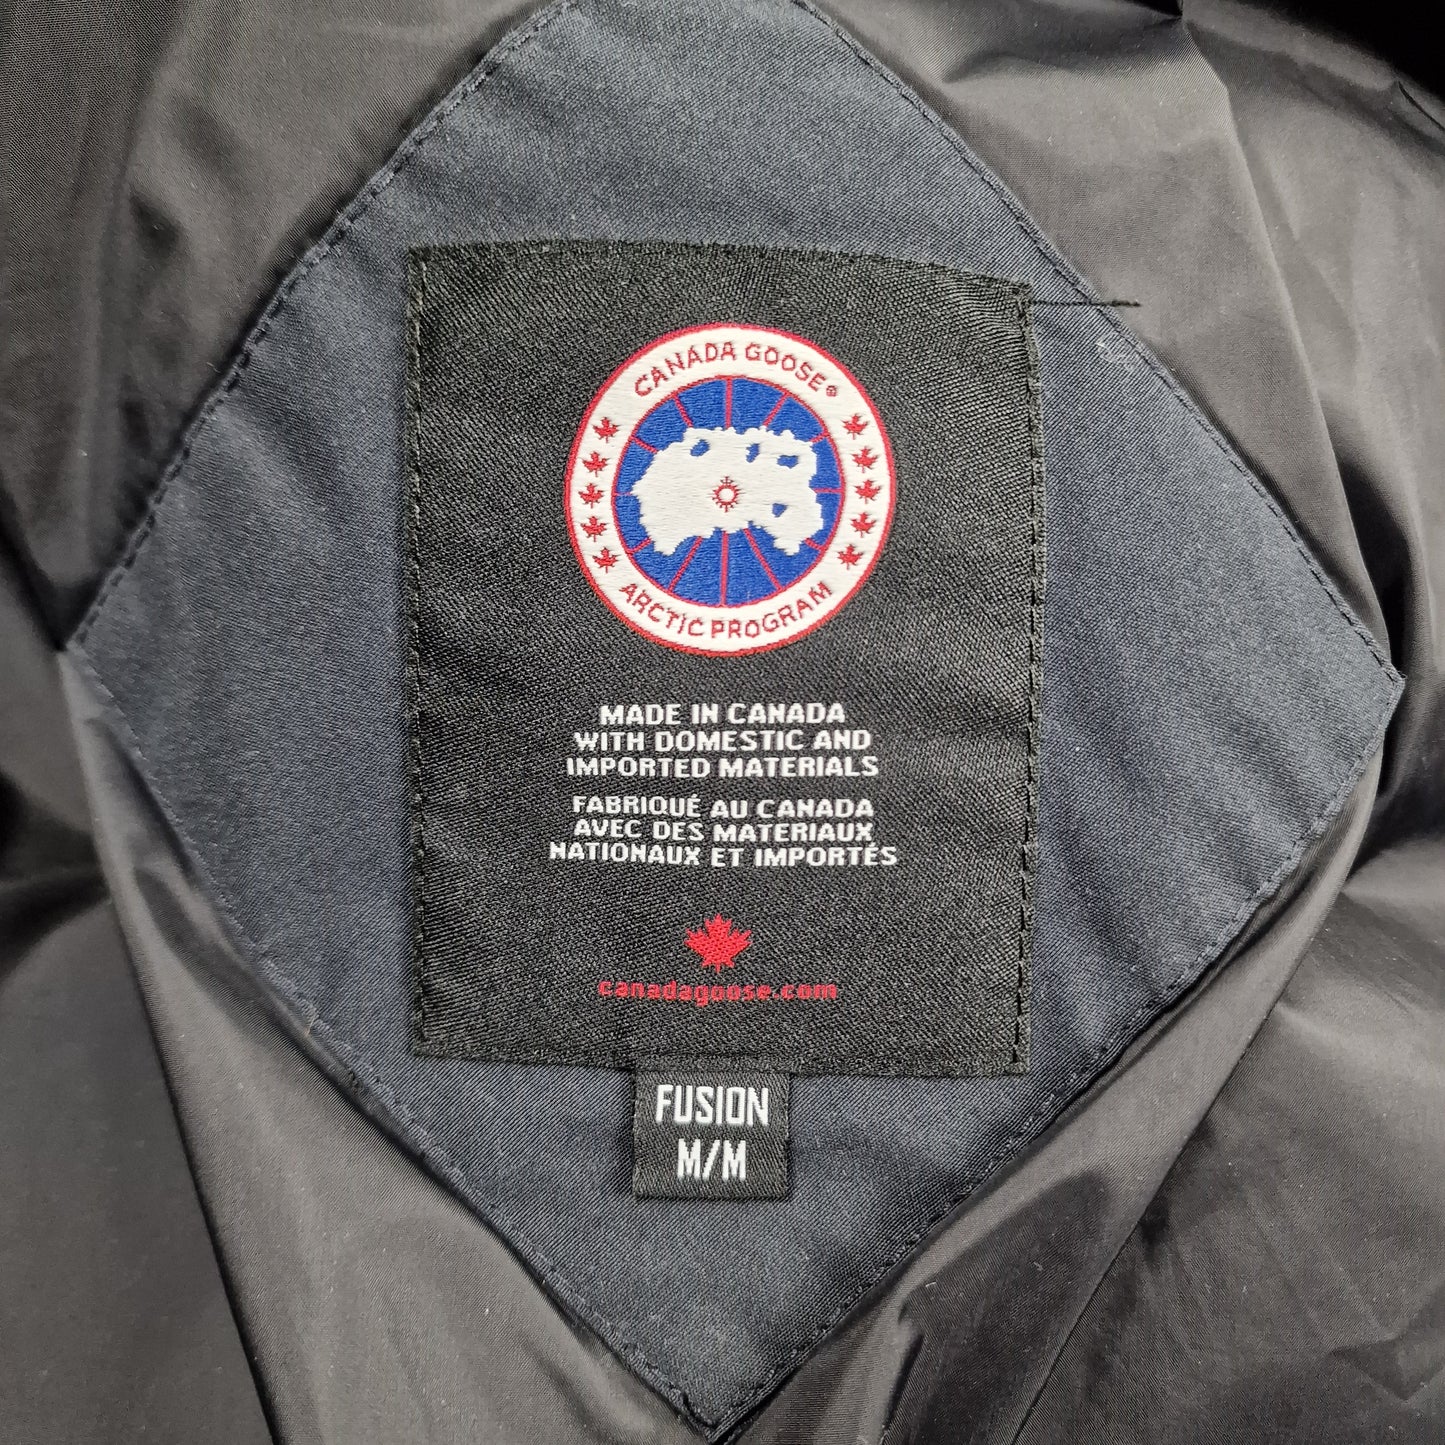 CANADA GOOSE®
ARCTIC PROGRAM
MADE IN CANADA
WITH DOMESTIC AND
IMPORTED MATERIALS
FABRIQUÉ AU CANADA
AVEC DES MATERIAUX
NATIONAUX ET IMPORTÉS
canadagoose.com
FUSION
M/M